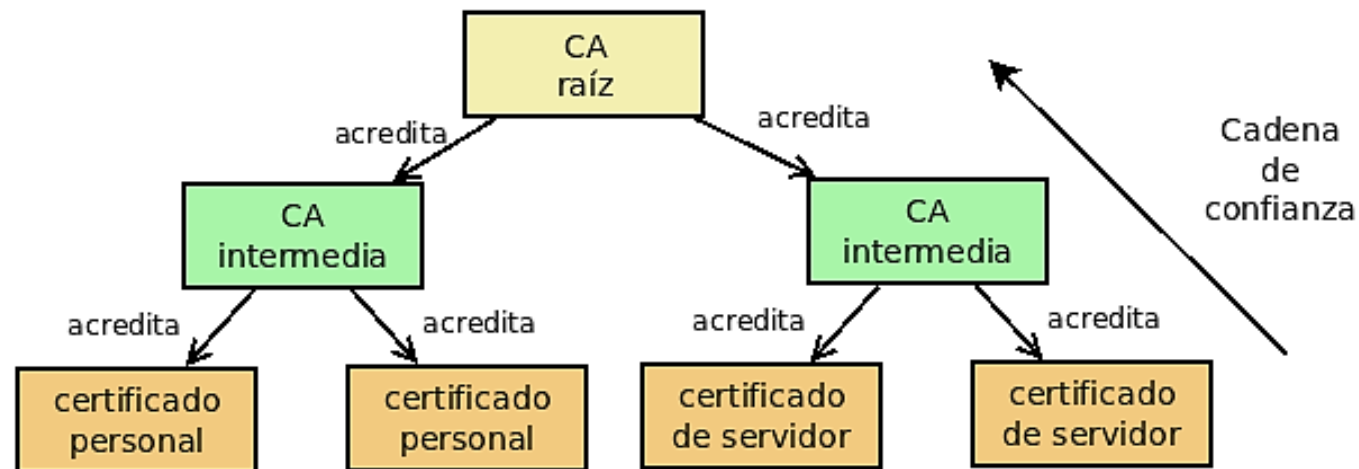 CA
raíz
acredita
acredita
Cadena
de
confianza
CA
intermedia
CA
intermedia
acredita
acredita
acredita
acredita
certificado
personal
certificado
personal
certificado
de servidor
certificado
de servidor